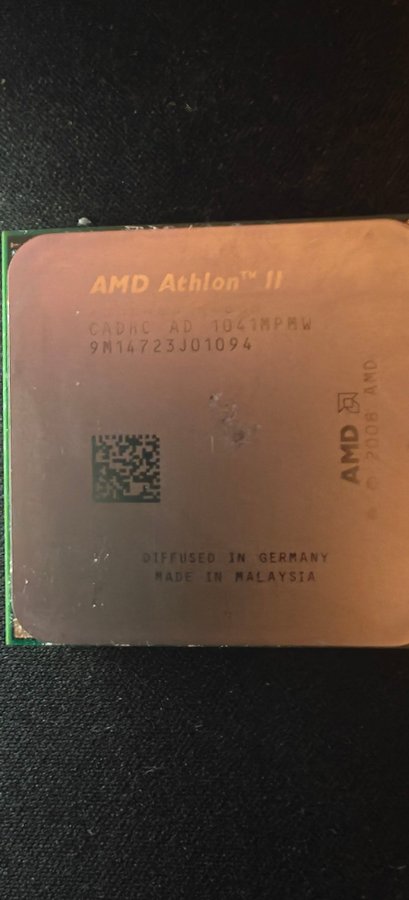 AMD Athlon™ II
CADHC AD 1041MPMW
9M14723J01094
AMD
© 2008 AMD
DIFFUSED IN GERMANY
MADE IN MALAYSIA